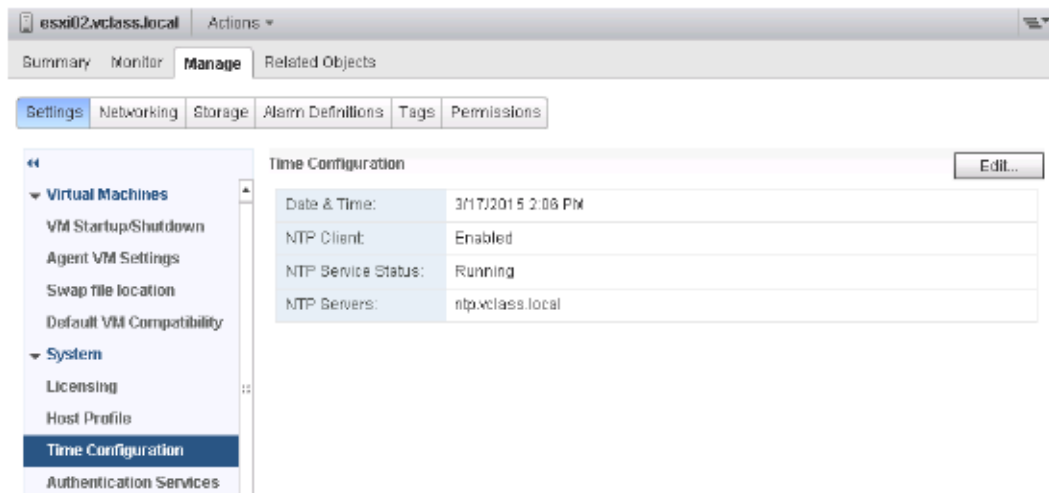 esxi02.vclass.local Actions
Summary Monitor Manage Related Objects
Settings Networking Storage Alarm Definitions Tags Permissions
Time Configuration Edit...
Virtual Machines
Date & Time: 3/17/2015 2:06 PM
VM Startup/Shutdown
NTP Client: Enabled
Agent VM Settings
NTP Service Status: Running
Swap file location
NTP Servers: ntp.vclass.local
Default VM Compatibility
System
Licensing
Host Profile
Time Configuration
Authentication Services